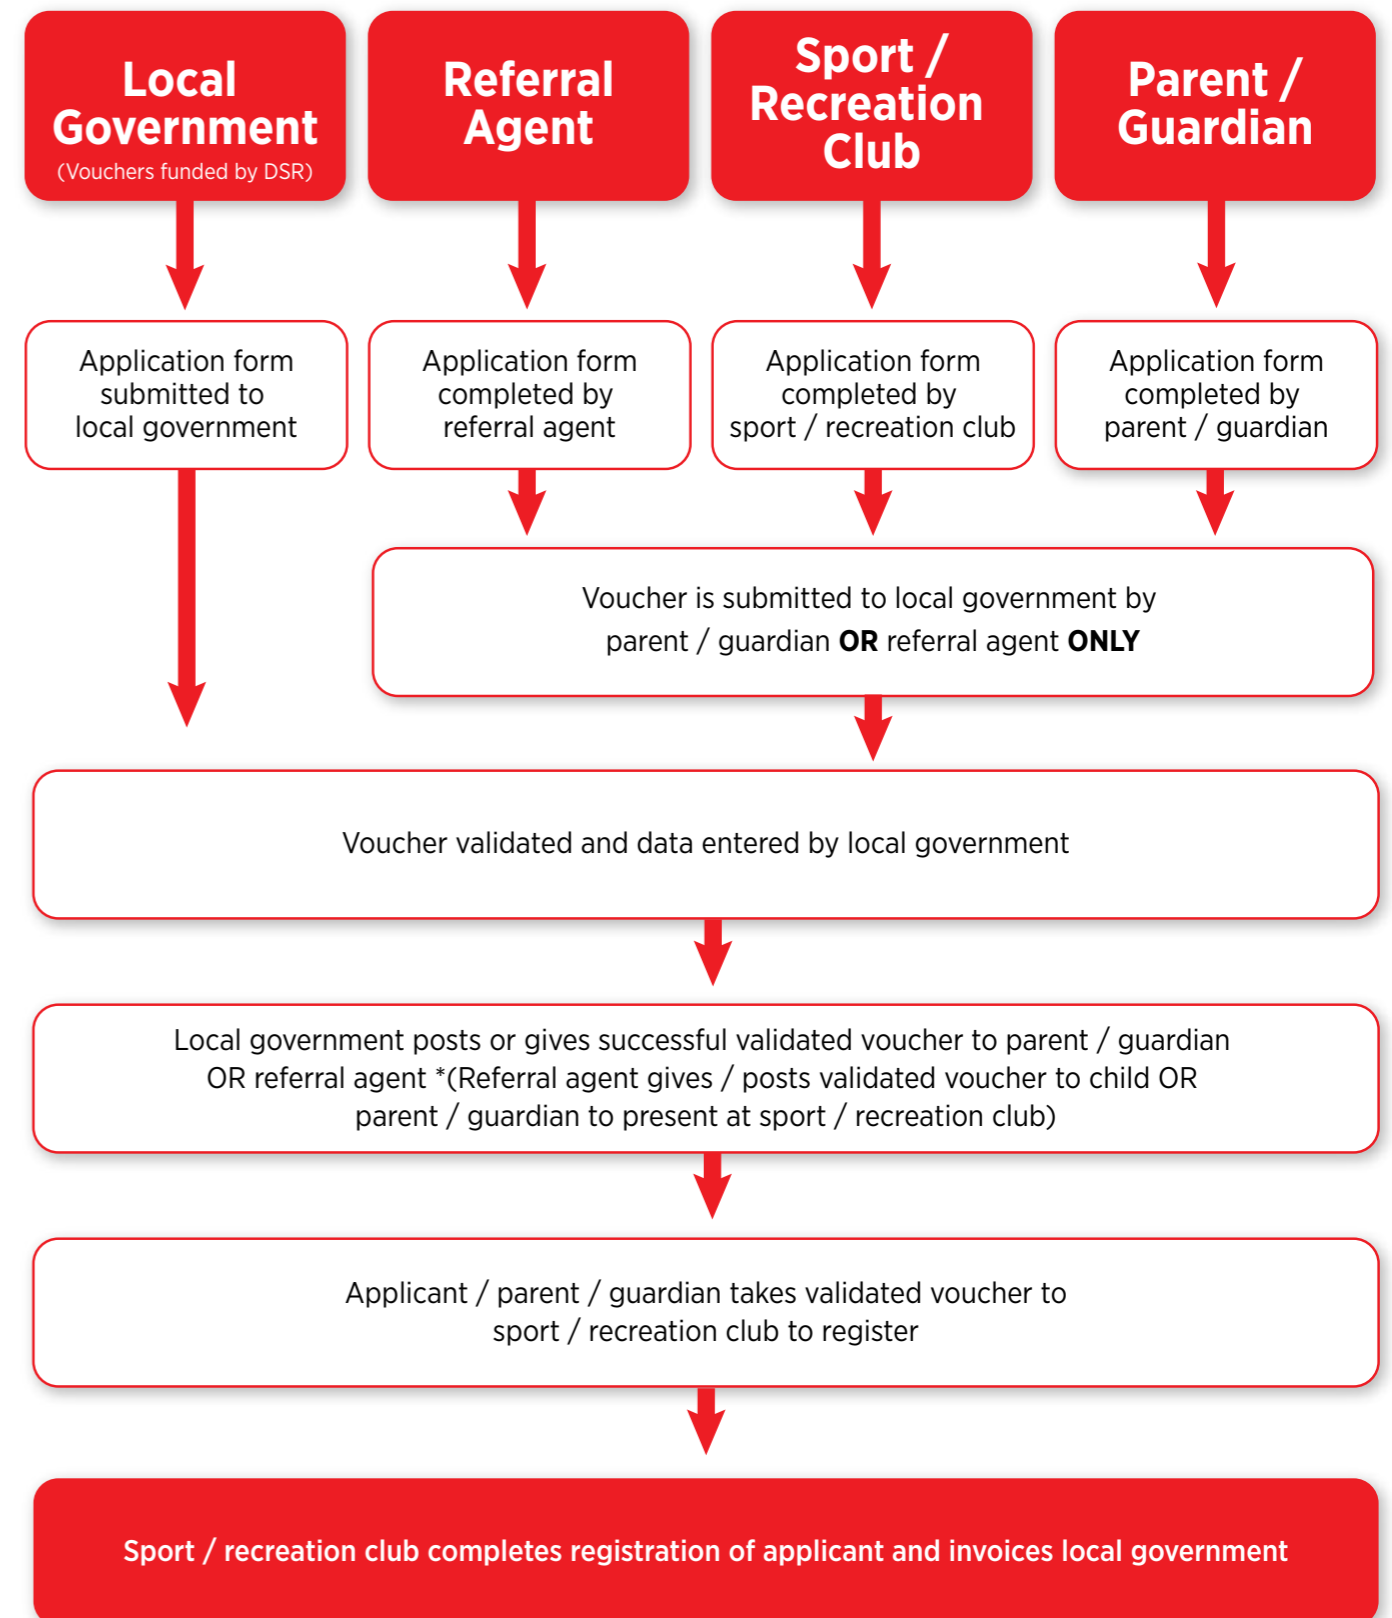 Local
Government
(Vouchers funded by DSR)
Referral
Agent
Sport /
Recreation
Club
Parent /
Guardian
Application form
submitted to
local government
Application form
completed by
referral agent
Application form
completed by
sport / recreation club
Application form
completed by
parent / guardian
Voucher is submitted to local government by
parent / guardian OR referral agent ONLY
Voucher validated and data entered by local government
Local government posts or gives successful validated voucher to parent / guardian
OR referral agent *(Referral agent gives / posts validated voucher to child OR
parent / guardian to present at sport / recreation club)
Applicant / parent / guardian takes validated voucher to
sport / recreation club to register
Sport / recreation club completes registration of applicant and invoices local government